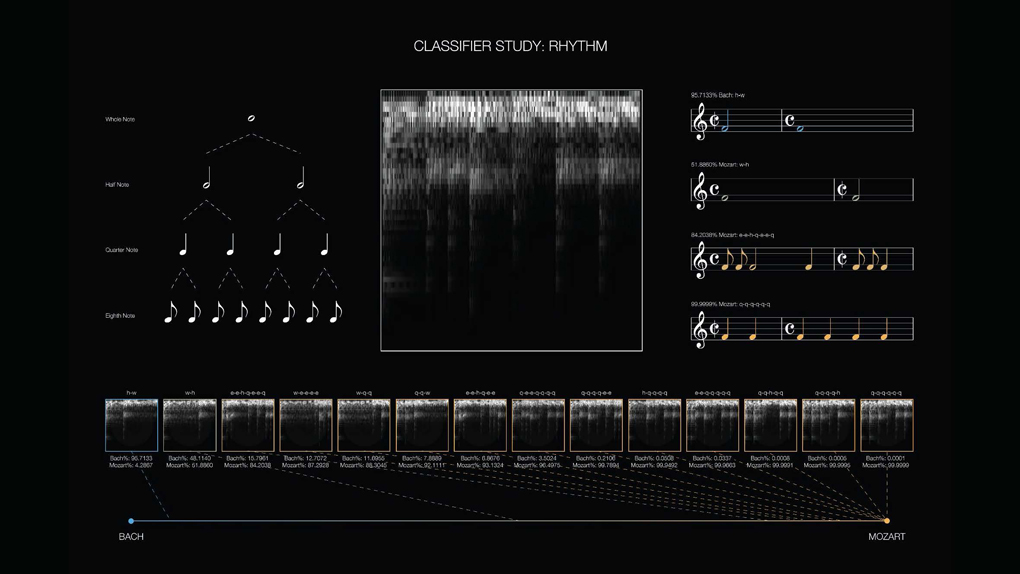 CLASSIFIER STUDY: RHYTHM
Whole Note
Half Note
Quarter Note
Eighth Note
95.7133% Bach: h-w
51.8860% Mozart: w-h
84.2038% Mozart: e-e-h-q-e-e-q
99.9999% Mozart: q-q-q-q-q-q
h-w
w-h
e-e-h-q-e-e-q
w-e-e-e-e
w-q-q
q-q-w
e-e-h-q-e-e
q-e-e-q-q-q-q
q-q-q-q-e-e
h-q-q-q-q
e-e-q-q-q-q-q
q-q-h-q-q
q-q-q-q-h
q-q-q-q-q-q
Bach%: 95.7133
Mozart%: 4.2867
Bach%: 48.1140
Mozart%: 51.8860
Bach%: 15.7961
Mozart%: 84.2038
Bach%: 12.7072
Mozart%: 87.2928
Bach%: 11.6955
Mozart%: 88.3045
Bach%: 7.8889
Mozart%: 92.1111
Bach%: 6.8676
Mozart%: 93.1324
Bach%: 3.5024
Mozart%: 96.4975
Bach%: 0.2106
Mozart%: 99.7894
Bach%: 0.0508
Mozart%: 99.9492
Bach%: 0.0337
Mozart%: 99.9663
Bach%: 0.0008
Mozart%: 99.9991
Bach%: 0.0005
Mozart%: 99.9995
Bach%: 0.0001
Mozart%: 99.9999
BACH
MOZART